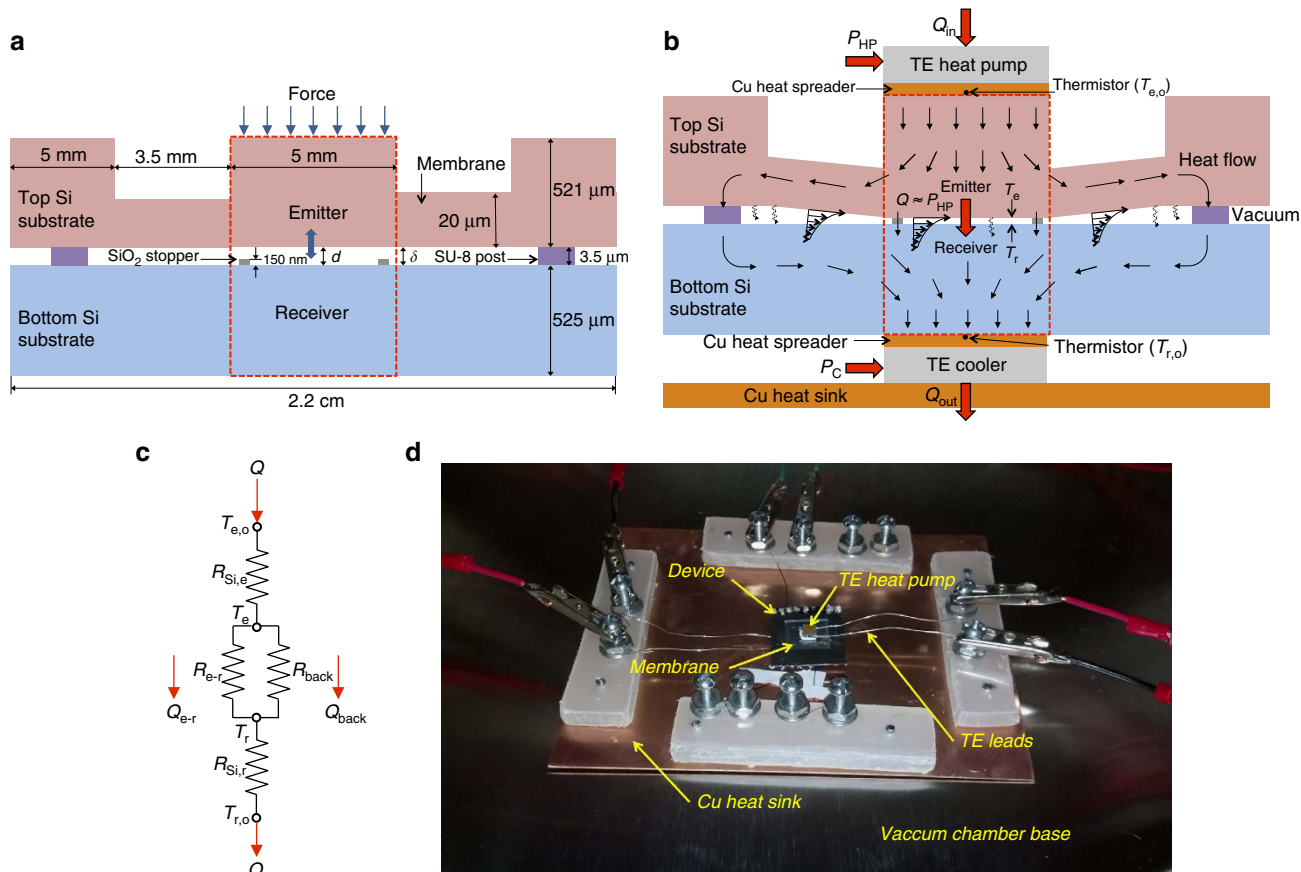 a
Force
5 mm
3.5 mm
5 mm
Membrane
Top Si
substrate
Emitter
20 μm
521 μm
SiO2 stopper
150 nm
d
δ
SU-8 post
3.5 μm
Bottom Si
substrate
Receiver
525 μm
2.2 cm
b
Qin
PHP
TE heat pump
Cu heat spreader
Thermistor (Te,o)
Top Si
substrate
Heat flow
Emitter
Te
Q ≈ PHP
Vacuum
Receiver
Tr
Bottom Si
substrate
Cu heat spreader
Thermistor (Tr,o)
PC
TE cooler
Cu heat sink
Qout
c
Q
Te,o
RSi,e
Te
Re-r
Rback
Qe-r
Qback
Tr
RSi,r
Tr,o
Q
d
Device
TE heat pump
Membrane
TE leads
Cu heat sink
Vaccum chamber base